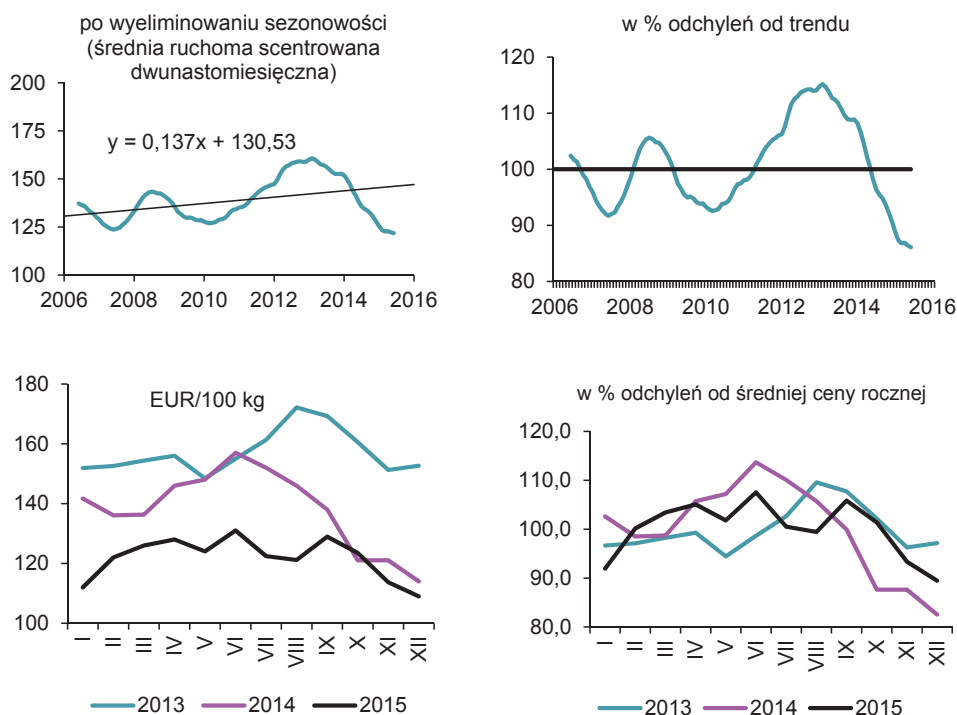 po wyeliminowaniu sezonowości
(średnia ruchoma scentrowana
dwunastomiesięczna)
200
175
150
125
100
y = 0,137x + 130,53
2006 2008 2010 2012 2014 2016
w % odchyleń od trendu
120
110
100
90
80
2006 2008 2010 2012 2014 2016
EUR/100 kg
180
160
140
120
100
I II III IV V VI VII VIII IX X XI XII
2013 2014 2015
w % odchyleń od średniej ceny rocznej
120,0
110,0
100,0
90,0
80,0
I II III IV V VI VII VIII IX X XI XII
2013 2014 2015